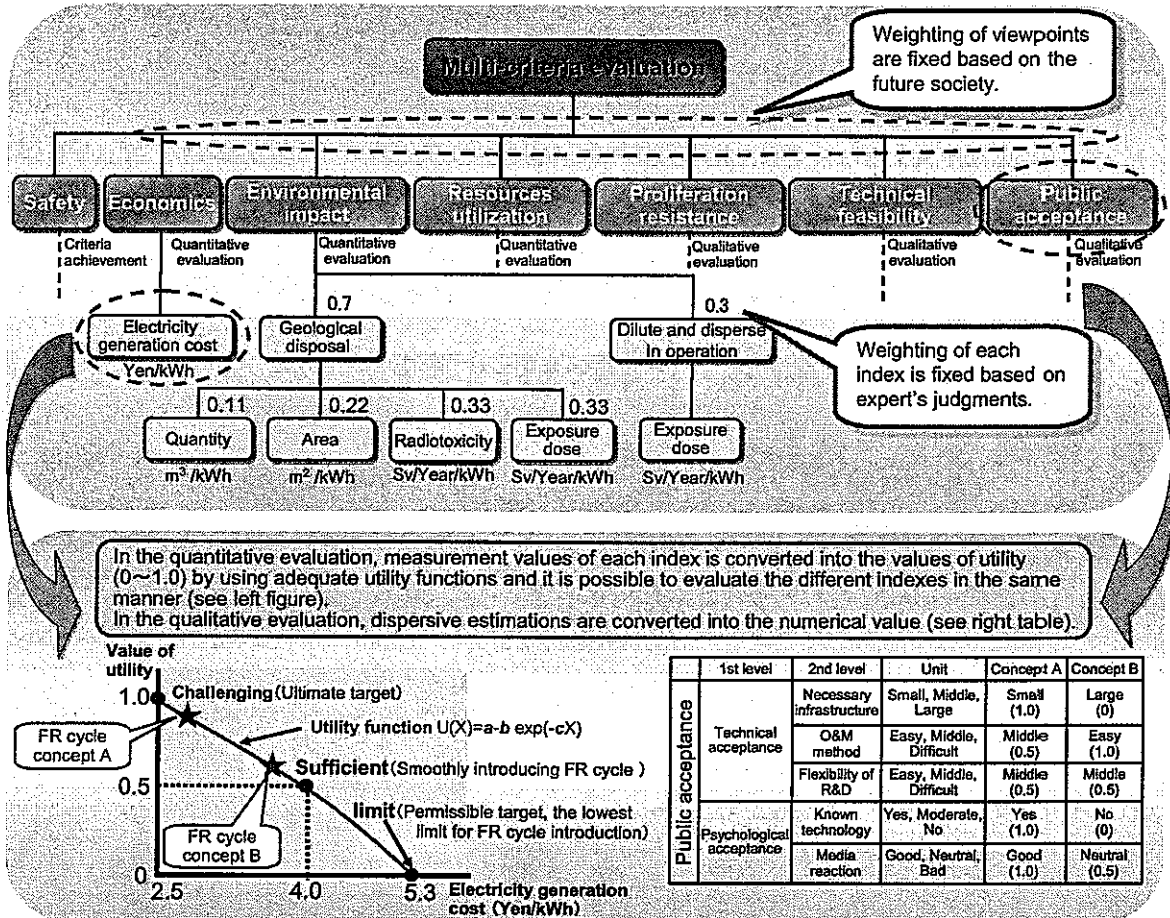 Multi-criteria evaluation
Weighting of viewpoints
are fixed based on the
future society.
Safety
Economics
Environmental
impact
Resources
utilization
Proliferation
resistance
Technical
feasibility
Public
acceptance
Criteria
achievement
Quantitative
evaluation
Quantitative
evaluation
Quantitative
evaluation
Qualitative
evaluation
Qualitative
evaluation
Qualitative
evaluation
0.7
0.3
Electricity
generation cost
Yen/kWh
Geological
disposal
Dilute and disperse
In operation
Weighting of each
index is fixed based on
expert's judgments.
0.11
0.22
0.33
0.33
Quantity
Area
Radiotoxicity
Exposure
dose
Exposure
dose
m³/kWh
m²/kWh
Sv/Year/kWh
Sv/Year/kWh
Sv/Year/kWh
In the quantitative evaluation, measurement values of each index is converted into the values of utility
(0~1.0) by using adequate utility functions and it is possible to evaluate the different indexes in the same
manner (see left figure).
In the qualitative evaluation, dispersive estimations are converted into the numerical value (see right table).
Value of
utility
1.0
Challenging (Ultimate target)
FR cycle
concept A
Utility function U(X)=a-b exp(-cX)
Sufficient (Smoothly introducing FR cycle )
0.5
limit (Permissible target, the lowest
limit for FR cycle introduction)
FR cycle
concept B
0
2.5
4.0
5.3
Electricity generation
cost (Yen/kWh)
1st level 2nd level Unit Concept A Concept B
Public acceptance
Technical
acceptance
Necessary
infrastructure
Small, Middle,
Large
Small
(1.0)
Large
(0)
O&M
method
Easy, Middle,
Difficult
Middle
(0.5)
Easy
(1.0)
Flexibility of
R&D
Easy, Middle,
Difficult
Middle
(0.5)
Middle
(0.5)
Psychological
acceptance
Known
technology
Yes, Moderate,
No
Yes
(1.0)
No
(0)
Media
reaction
Good, Neutral,
Bad
Good
(1.0)
Neutral
(0.5)